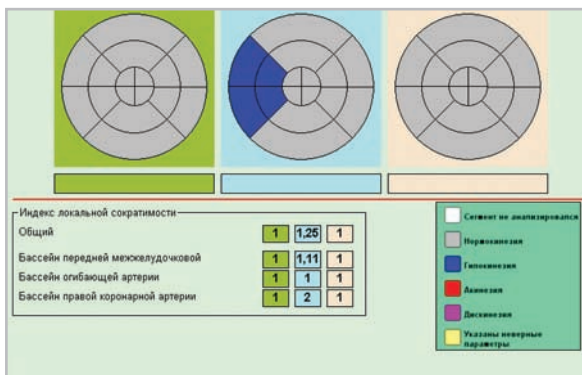 Индекс локальной сократимости
Общий 1 1,25 1
Бассейн передней межжелудочковой 1 1,11 1
Бассейн огибающей артерии 1 1 1
Бассейн правой коронарной артерии 1 2 1
Сегмент не анализировался
Нормокинезия
Гипокинезия
Акинезия
Дискинезия
Указаны неверные
параметры